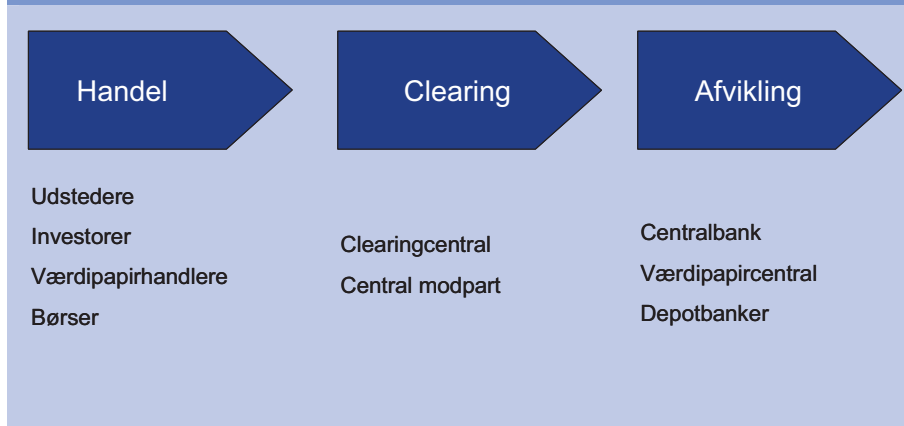 Handel
Clearing
Afvikling
Udstedere
Investorer
Værdipapirhandlere
Børser
Clearingcentral
Central modpart
Centralbank
Værdipapircentral
Depotbanker